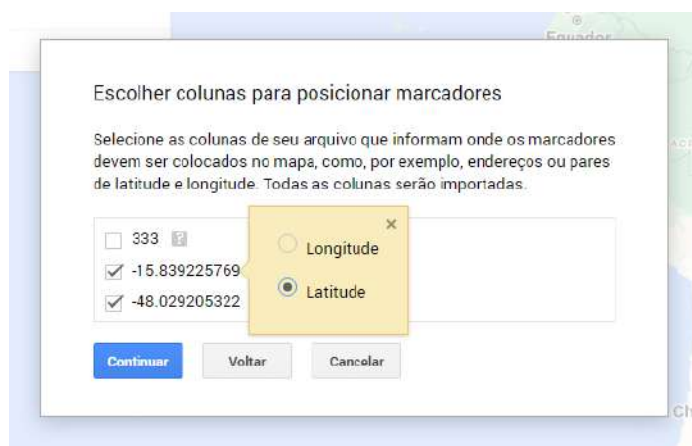 Equador
Escolher colunas para posicionar marcadores
Selecione as colunas de seu arquivo que informam onde os marcadores
devem ser colocados no mapa, como, por exemplo, endereços ou pares
de latitude e longitude. Todas as colunas serão importadas.
333 ?
-15.839225769
-48.029205322
×
Longitude
Latitude
Continuar
Voltar
Cancelar
Ch